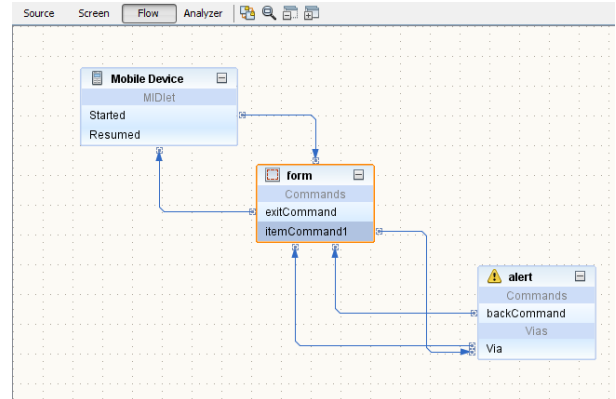 Source Screen Flow Analyzer
Mobile Device
MIDlet
Started
Resumed
form
Commands
exitCommand
itemCommand1
alert
Commands
backCommand
Vias
Via